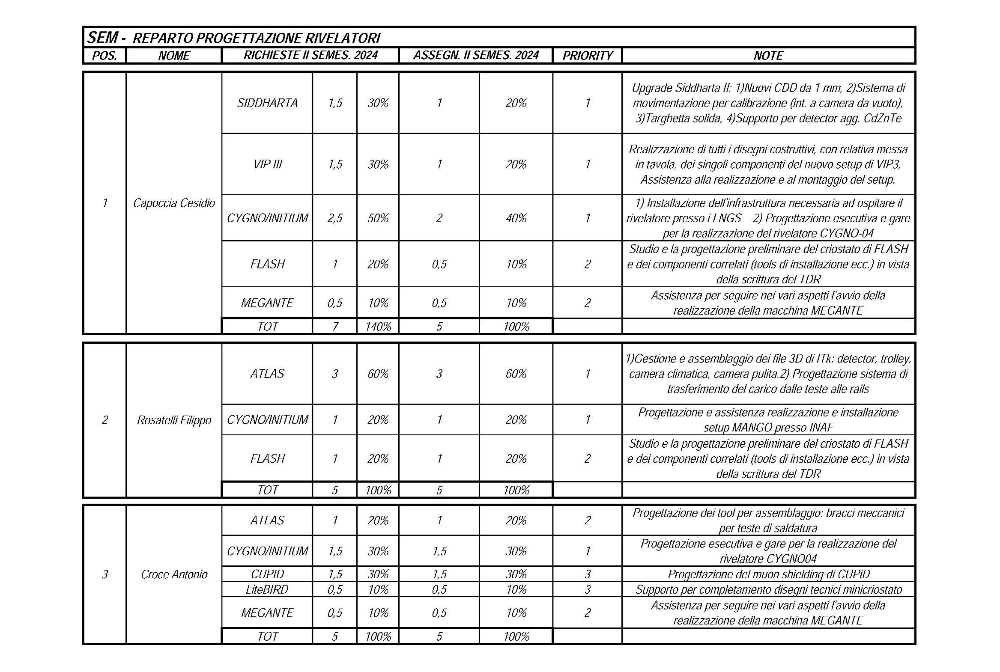 SEM - REPARTO PROGETTAZIONE RIVELATORI
POS. NOME RICHIESTE II SEMES. 2024 ASSEGN. II SEMES. 2024 PRIORITY NOTE
1 Capoccia Cesidio
SIDDHARTA 1,5 30% 1 20% 1
Upgrade Siddharta II: 1)Nuovi CDD da 1 mm, 2)Sistema di
movimentazione per calibrazione (int. a camera da vuoto),
3)Targhetta solida, 4)Supporto per detector agg. CdZnTe
VIP III 1,5 30% 1 20% 1
Realizzazione di tutti i disegni costruttivi, con relativa messa
in tavola, dei singoli componenti del nuovo setup di VIP3,
Assistenza alla realizzazione e al montaggio del setup.
CYGNO/INITIUM 2,5 50% 2 40% 1
1) Installazione dell'infrastruttura necessaria ad ospitare il
rivelatore presso i LNGS 2) Progettazione esecutiva e gare
per la realizzazione del rivelatore CYGNO-04
FLASH 1 20% 0,5 10% 2
Studio e la progettazione preliminare del criostato di FLASH
e dei componenti correlati (tools di installazione ecc.) in vista
della scrittura del TDR
MEGANTE 0,5 10% 0,5 10% 2
Assistenza per seguire nei vari aspetti l'avvio della
realizzazione della macchina MEGANTE
TOT 7 140% 5 100%
2 Rosatelli Filippo
ATLAS 3 60% 3 60% 1
1)Gestione e assemblaggio dei file 3D di ITk: detector, trolley,
camera climatica, camera pulita.2) Progettazione sistema di
trasferimento del carico dalle teste alle rails
CYGNO/INITIUM 1 20% 1 20% 1
Progettazione e assistenza realizzazione e installazione
setup MANGO presso INAF
FLASH 1 20% 1 20% 2
Studio e la progettazione preliminare del criostato di FLASH
e dei componenti correlati (tools di installazione ecc.) in vista
della scrittura del TDR
TOT 5 100% 5 100%
3 Croce Antonio
ATLAS 1 20% 1 20% 2
Progettazione dei tool per assemblaggio: bracci meccanici
per teste di saldatura
CYGNO/INITIUM 1,5 30% 1,5 30% 1
Progettazione esecutiva e gare per la realizzazione del
rivelatore CYGNO04
CUPID 1,5 30% 1,5 30% 3 Progettazione del muon shielding di CUPiD
LiteBIRD 0,5 10% 0,5 10% 3 Supporto per completamento disegni tecnici minicriostato
MEGANTE 0,5 10% 0,5 10% 2
Assistenza per seguire nei vari aspetti l'avvio della
realizzazione della macchina MEGANTE
TOT 5 100% 5 100%